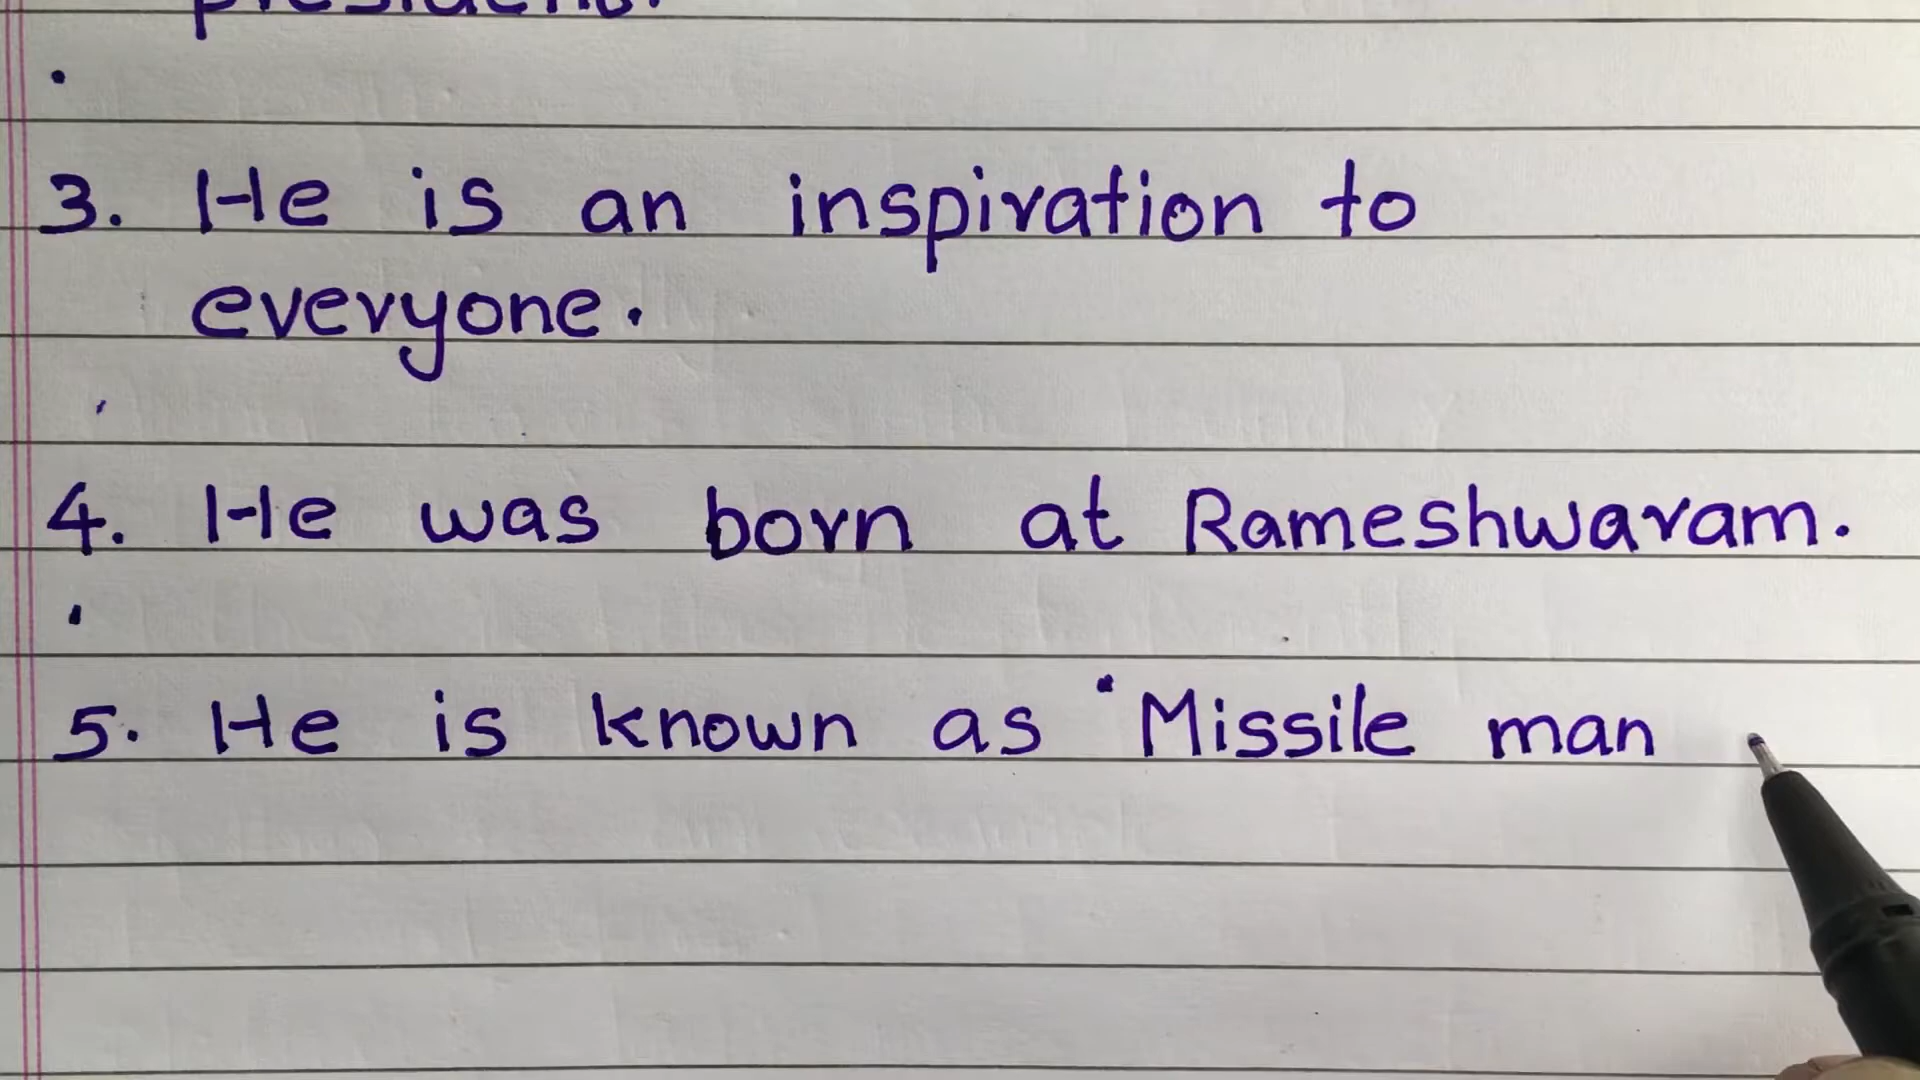 3. He is an inspiration to
everyone.
4. He was born at Rameshwaram.
5. He is known as 'Missile man